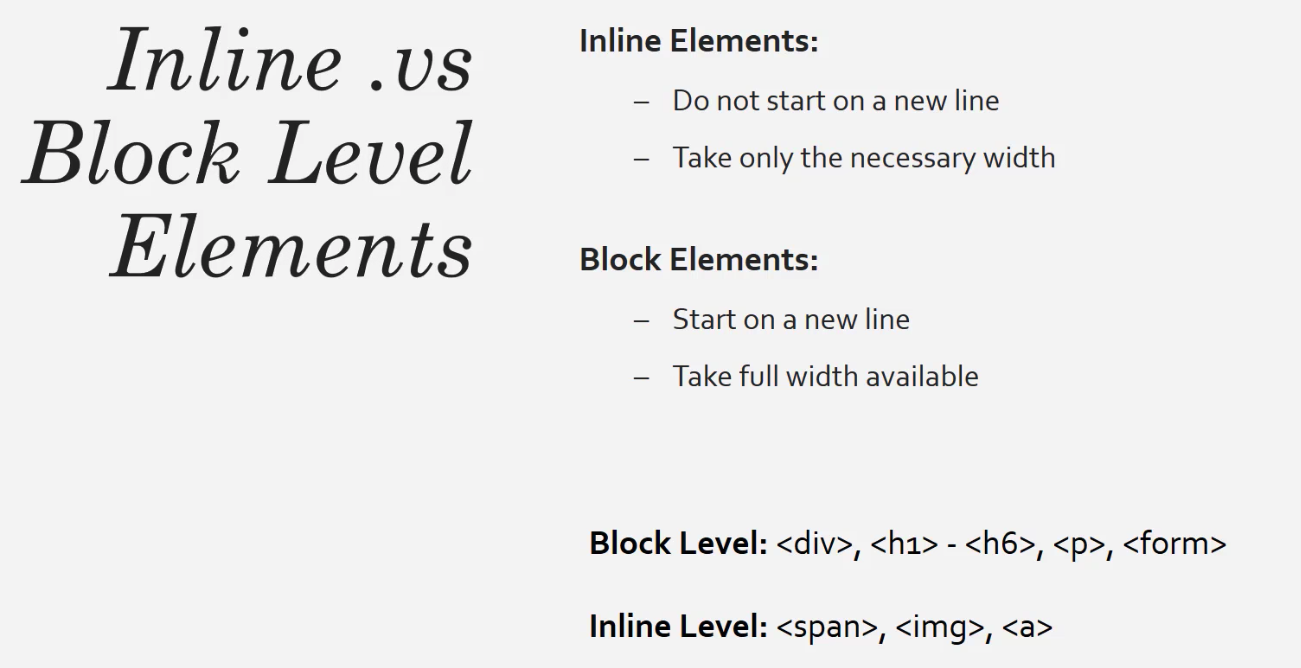 Inline .vs
Block Level
Elements
Inline Elements:
– Do not start on a new line
– Take only the necessary width
Block Elements:
– Start on a new line
– Take full width available
Block Level: <div>, <h1> - <h6>, <p>, <form>
Inline Level: <span>, <img>, <a>